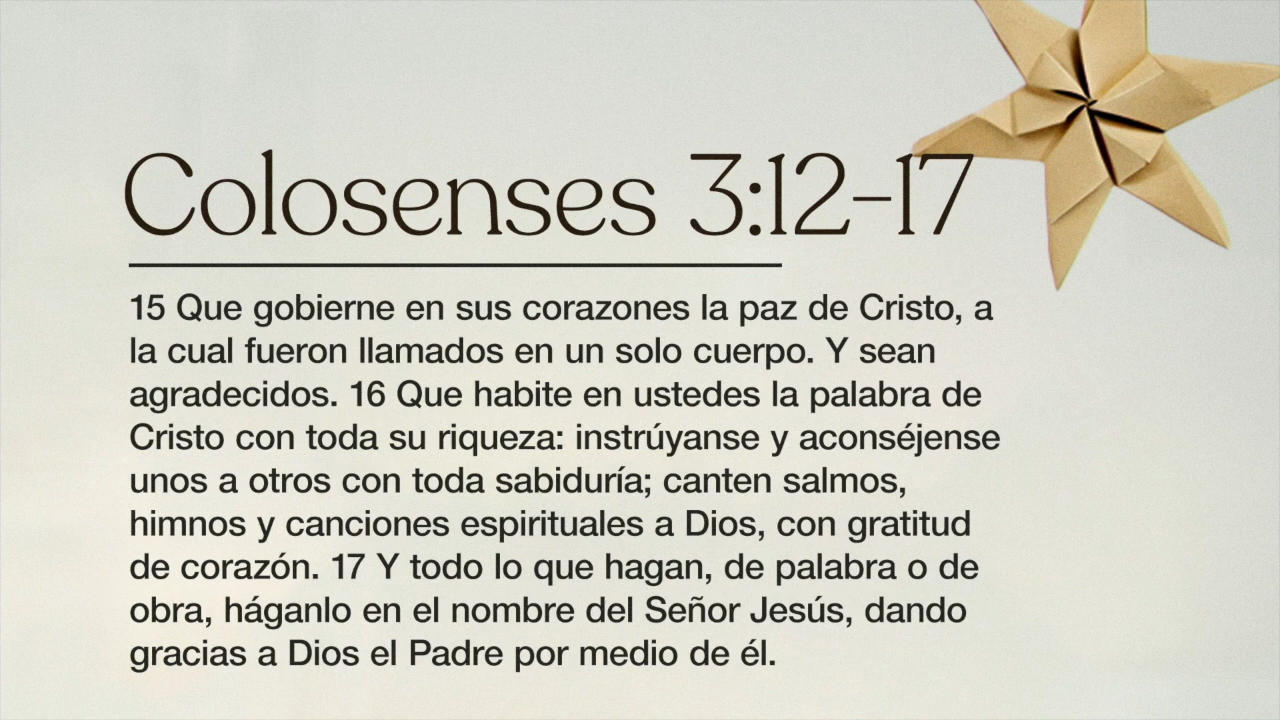 Colosenses 3:12–17
15 Que gobierne en sus corazones la paz de Cristo, a
la cual fueron llamados en un solo cuerpo. Y sean
agradecidos. 16 Que habite en ustedes la palabra de
Cristo con toda su riqueza: instrúyanse y aconséjense
unos a otros con toda sabiduría; canten salmos,
himnos y canciones espirituales a Dios, con gratitud
de corazón. 17 Y todo lo que hagan, de palabra o de
obra, háganlo en el nombre del Señor Jesús, dando
gracias a Dios el Padre por medio de él.